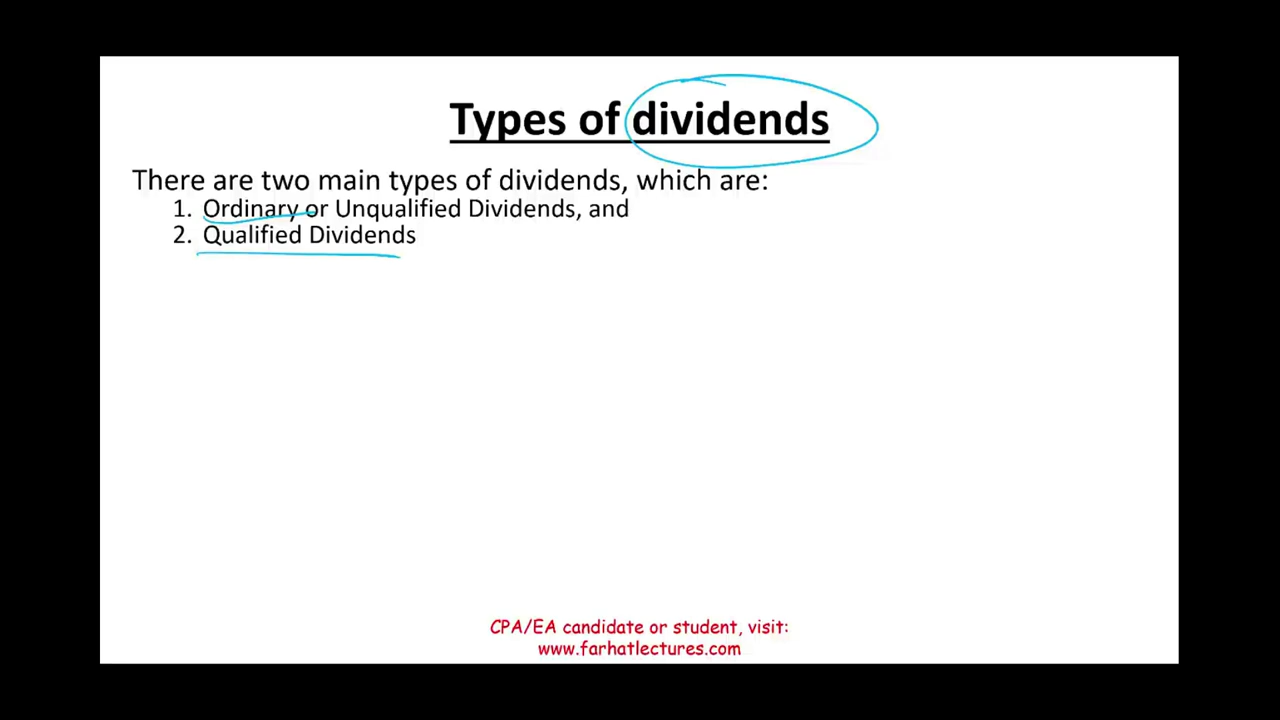 Types of dividends
There are two main types of dividends, which are:
1. Ordinary or Unqualified Dividends, and
2. Qualified Dividends
CPA/EA candidate or student, visit:
www.farhatlectures.com